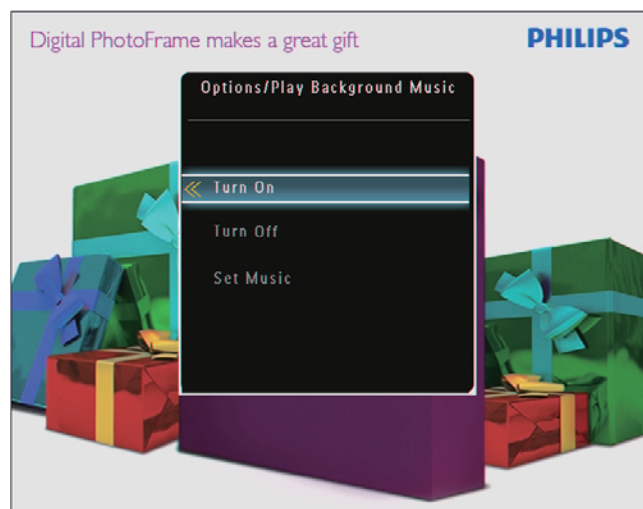 Digital PhotoFrame makes a great gift
PHILIPS
Options/Play Background Music
Turn On
Turn Off
Set Music